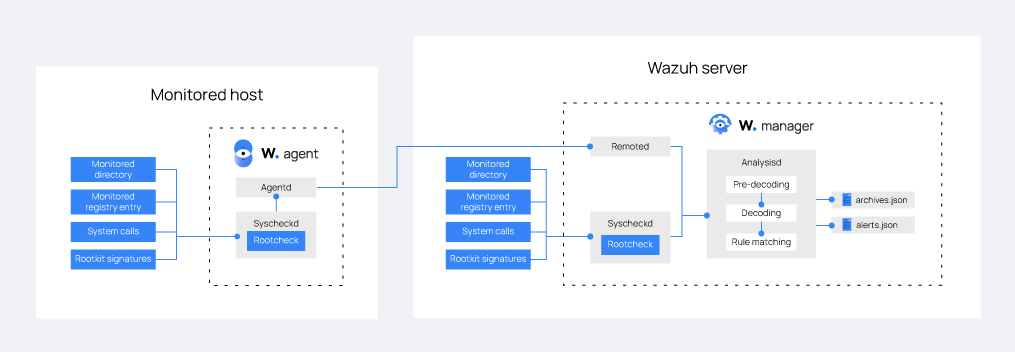 Monitored host
W. agent
Monitored
directory
Monitored
registry entry
System calls
Rootkit signatures
Agentd
Syscheckd
Rootcheck
Wazuh server
W. manager
Monitored
directory
Monitored
registry entry
System calls
Rootkit signatures
Remoted
Syscheckd
Rootcheck
Analysisd
Pre-decoding
Decoding
Rule matching
archives.json
alerts.json